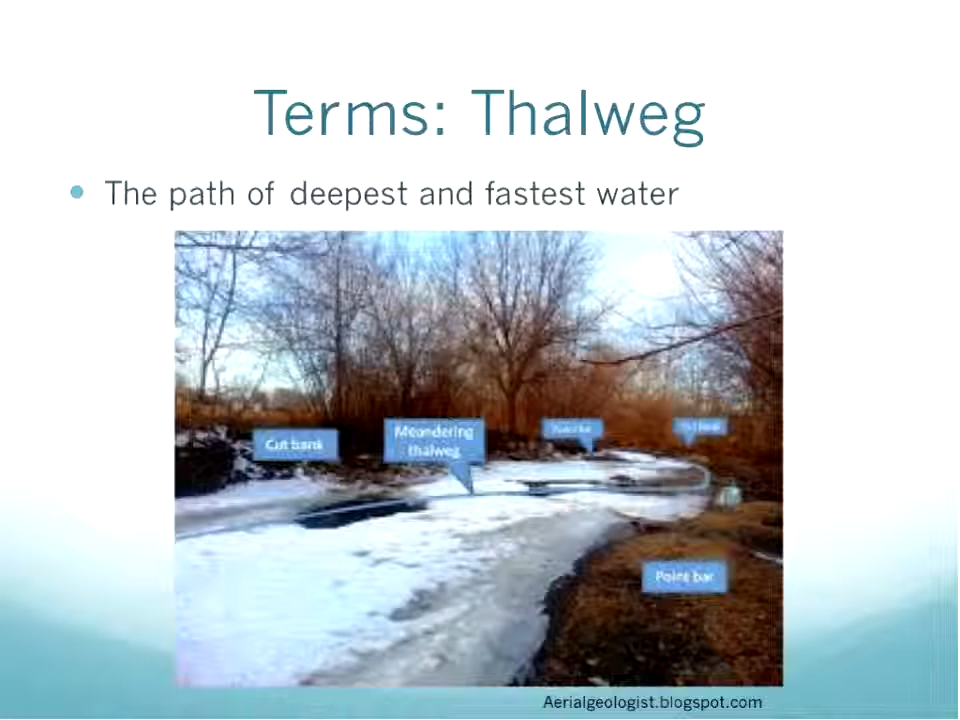 Terms: Thalweg
The path of deepest and fastest water
Cut bank
Meandering
thalweg
Point bar
Aerialgeologist.blogspot.com